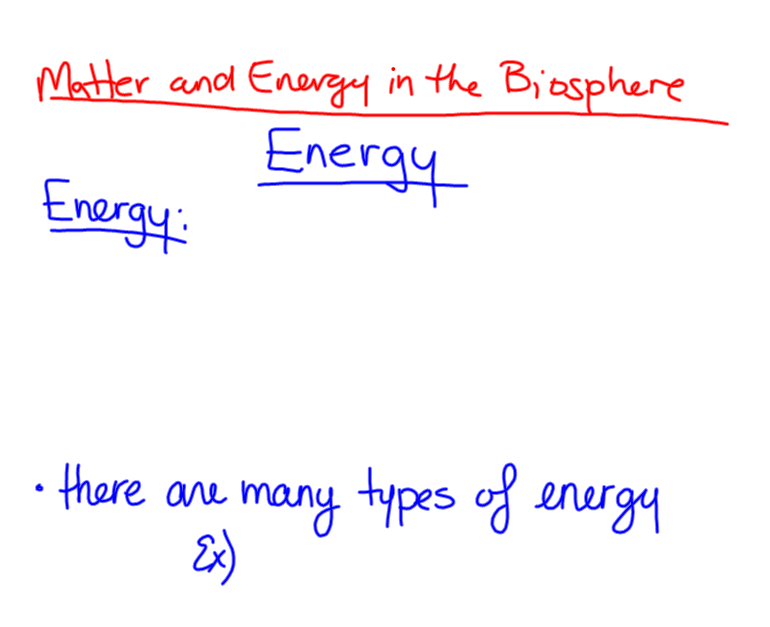 Matter and Energy in the Biosphere
Energy
Energy:
• there are many types of energy
Ex)